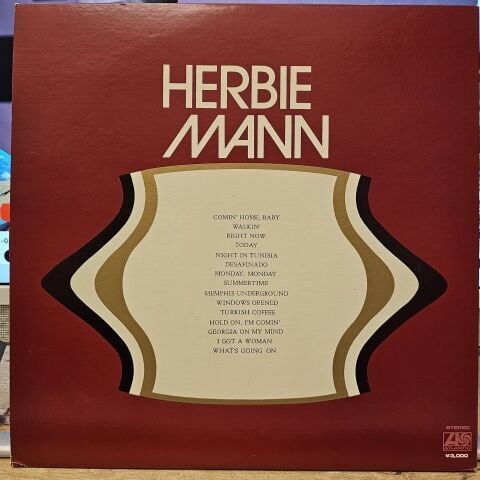 HERBIE
MANN
COMIN' HOME, BABY
WALKIN'
RIGHT NOW
TODAY
NIGHT IN TUNISIA
DESAFINADO
MONDAY, MONDAY
SUMMERTIME
MEMPHIS UNDERGROUND
WINDOWS OPENED
TURKISH COFFEE
HOLD ON, I'M COMIN'
GEORGIA ON MY MIND
I GOT A WOMAN
WHAT'S GOING ON
STEREO
ATLANTIC
¥3,000